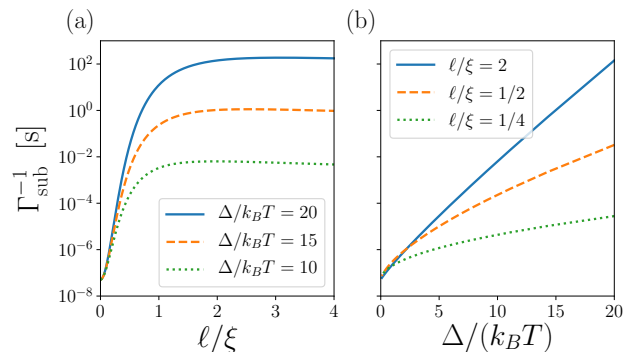 (a)
(b)
Γ_sub^{-1} [s]
10^2
10^0
10^{-2}
10^{-4}
10^{-6}
10^{-8}
Δ/k_BT = 20
Δ/k_BT = 15
Δ/k_BT = 10
0 1 2 3 4
ℓ/ξ
ℓ/ξ = 2
ℓ/ξ = 1/2
ℓ/ξ = 1/4
0 5 10 15 20
Δ/(k_BT)